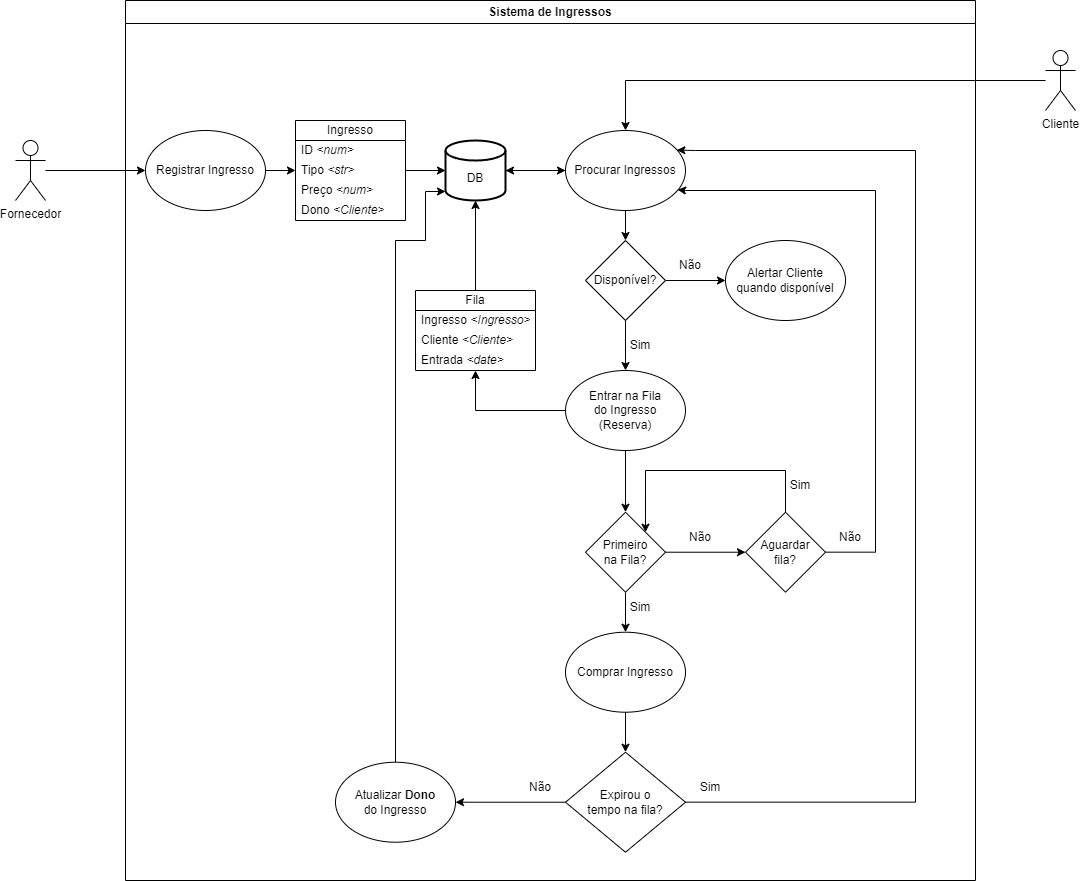 Sistema de Ingressos
Cliente
Fornecedor
Registrar Ingresso
Ingresso
ID <num>
Tipo <str>
Preço <num>
Dono <Cliente>
DB
Procurar Ingressos
Disponível?
Não
Alertar Cliente
quando disponível
Sim
Fila
Ingresso <Ingresso>
Cliente <Cliente>
Entrada <date>
Entrar na Fila
do Ingresso
(Reserva)
Sim
Primeiro
na Fila?
Não
Aguardar
fila?
Não
Sim
Comprar Ingresso
Expirou o
tempo na fila?
Sim
Não
Atualizar Dono
do Ingresso